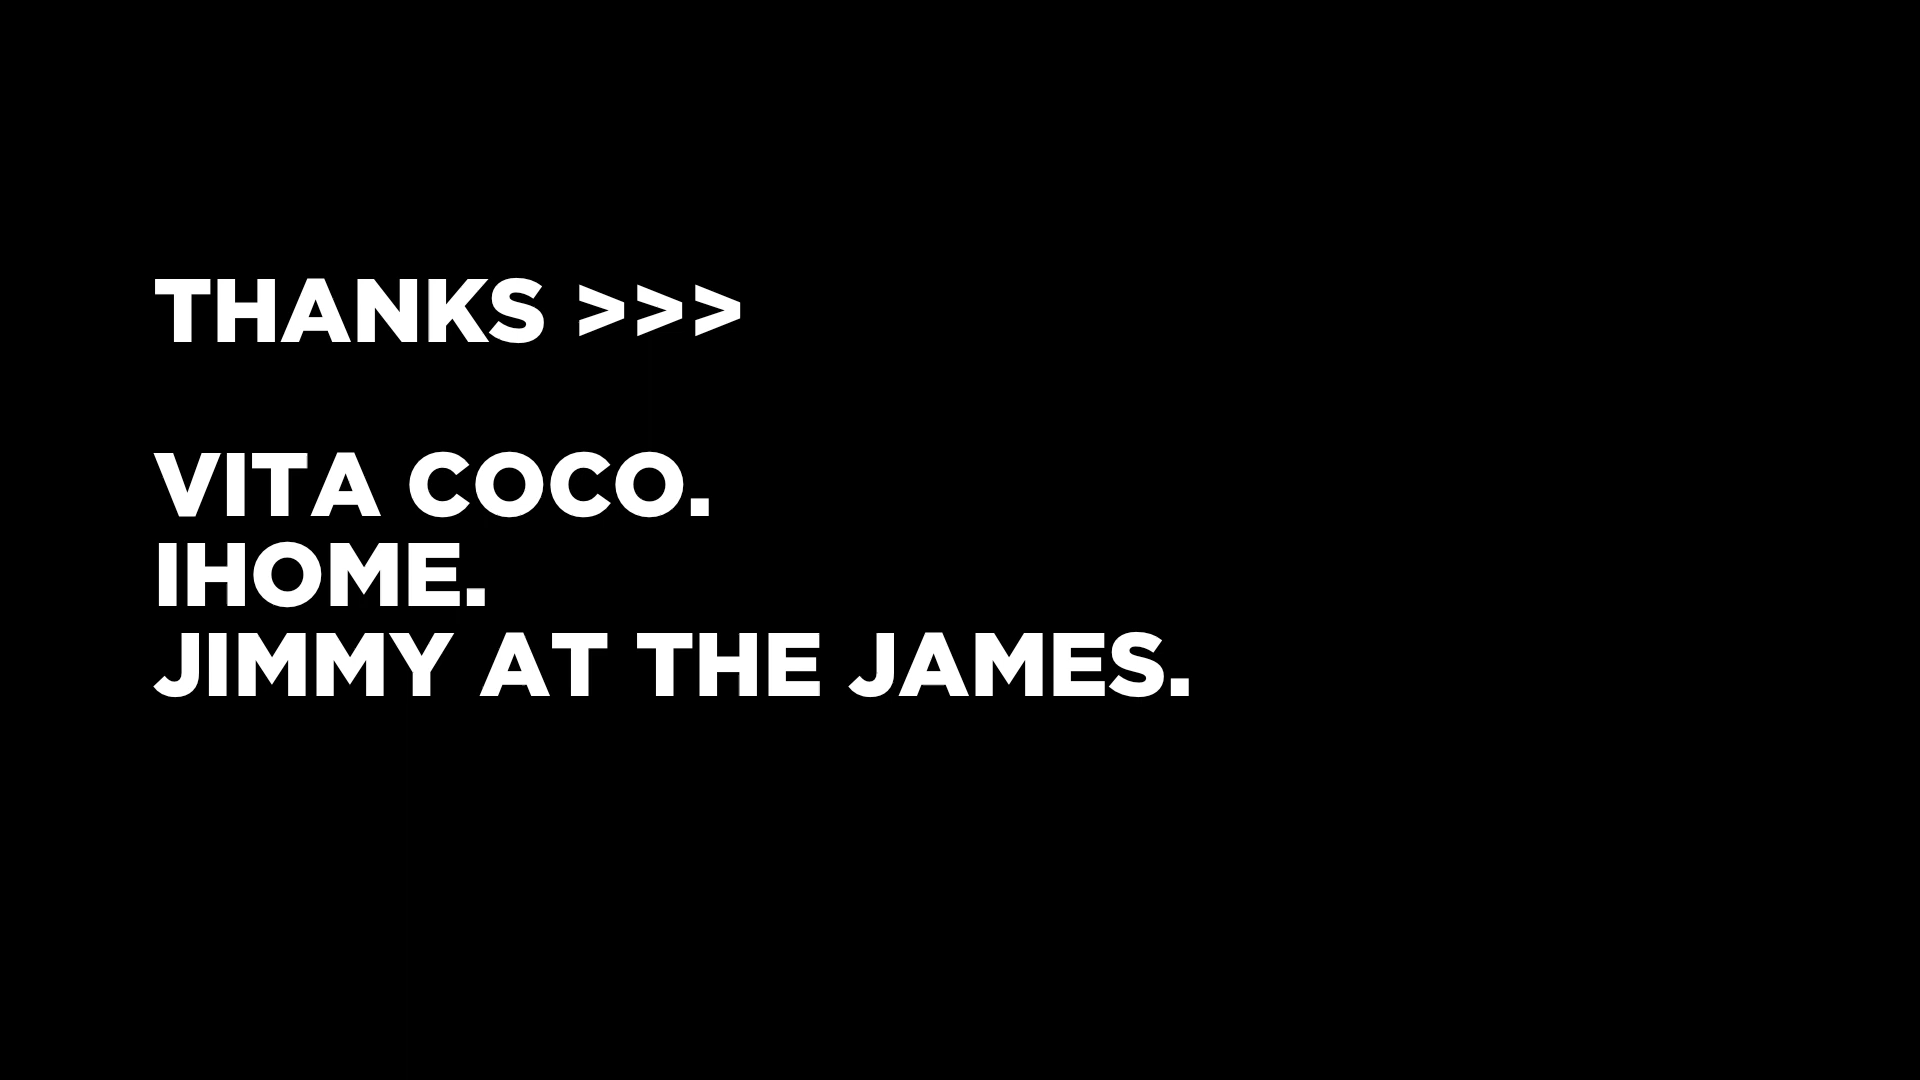 THANKS >>>
VITA COCO.
IHOME.
JIMMY AT THE JAMES.